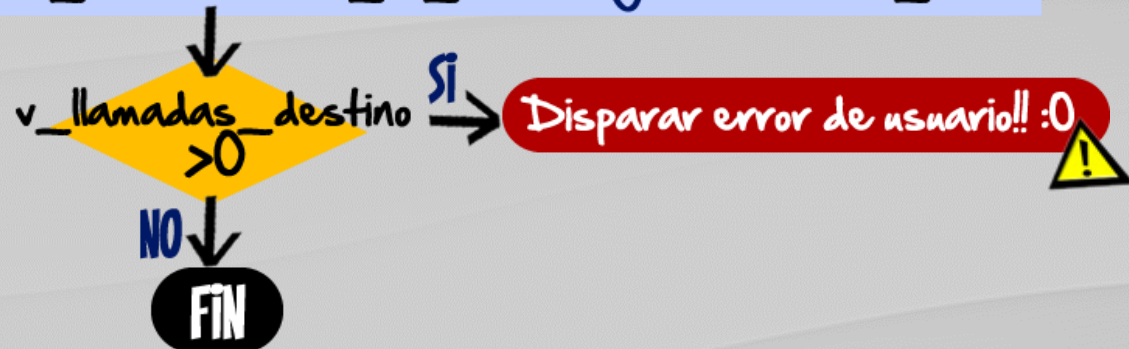 v_llamadas_destino
>0
SI
Disparar error de usuario!! :O
!
NO
FIN